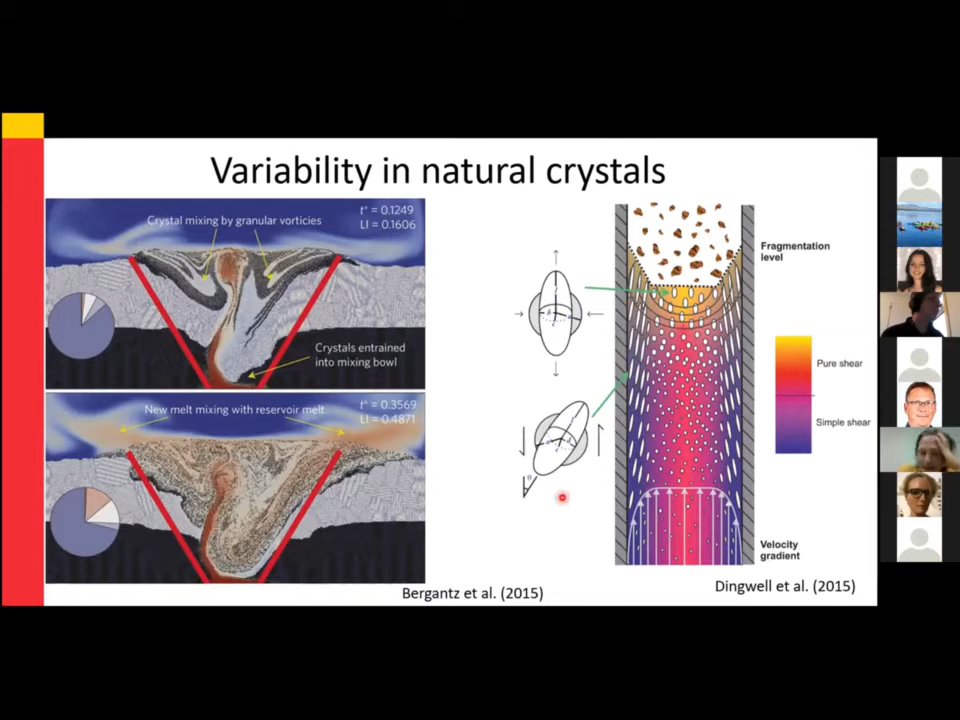 Variability in natural crystals
Crystal mixing by granular vorticies
t* = 0.1249
LI = 0.1606
Crystals entrained
into mixing bowl
New melt mixing with reservoir melt
t* = 0.3569
LI = 0.4871
Bergantz et al. (2015)
Fragmentation
level
Pure shear
Simple shear
Velocity
gradient
Dingwell et al. (2015)